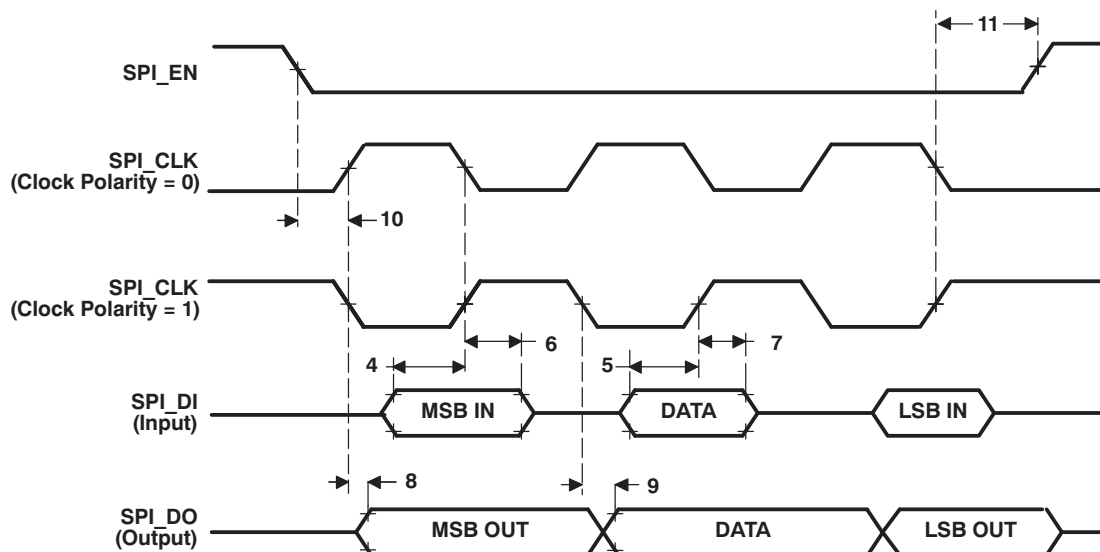 11
SPI_EN
SPI_CLK
(Clock Polarity = 0)
10
SPI_CLK
(Clock Polarity = 1)
6
7
4
5
SPI_DI
(Input)
MSB IN
DATA
LSB IN
8
9
SPI_DO
(Output)
MSB OUT
DATA
LSB OUT